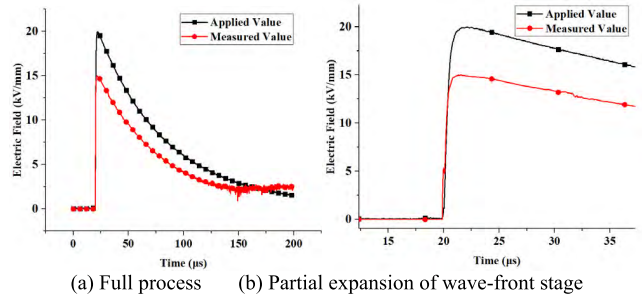 Applied Value
Measured Value
Electric Field (kV/mm)
20
15
10
5
0
0 50 100 150 200
Time (μs)
Applied Value
Measured Value
Electric Field (kV/mm)
20
15
10
5
0
15 20 25 30 35
Time (μs)
(a) Full process (b) Partial expansion of wave-front stage